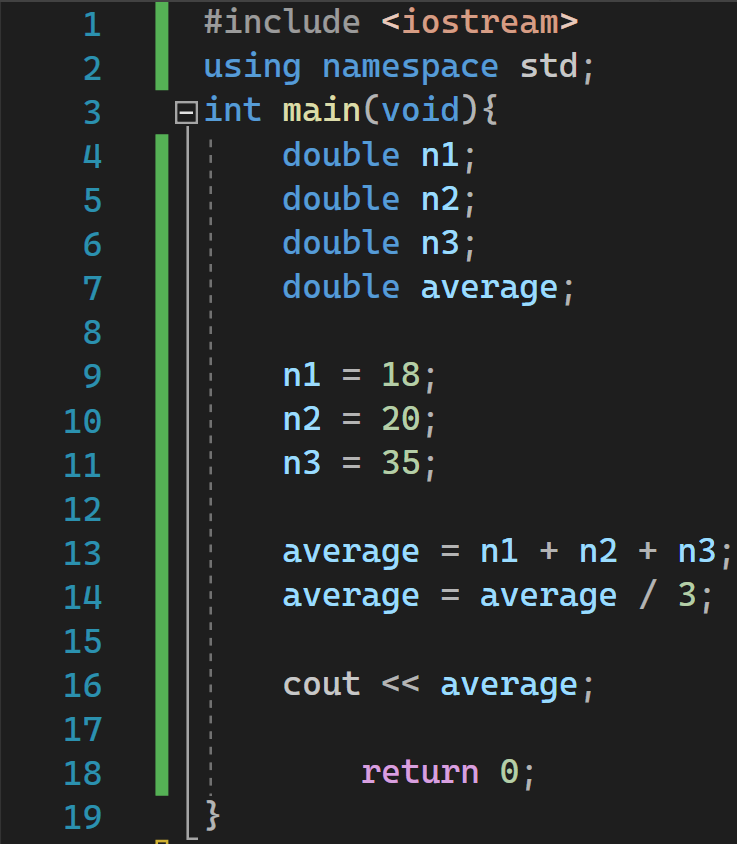 1 #include <iostream>
2 using namespace std;
3 int main(void){
4 double n1;
5 double n2;
6 double n3;
7 double average;
8
9 n1 = 18;
10 n2 = 20;
11 n3 = 35;
12
13 average = n1 + n2 + n3;
14 average = average / 3;
15
16 cout << average;
17
18 return 0;
19 }